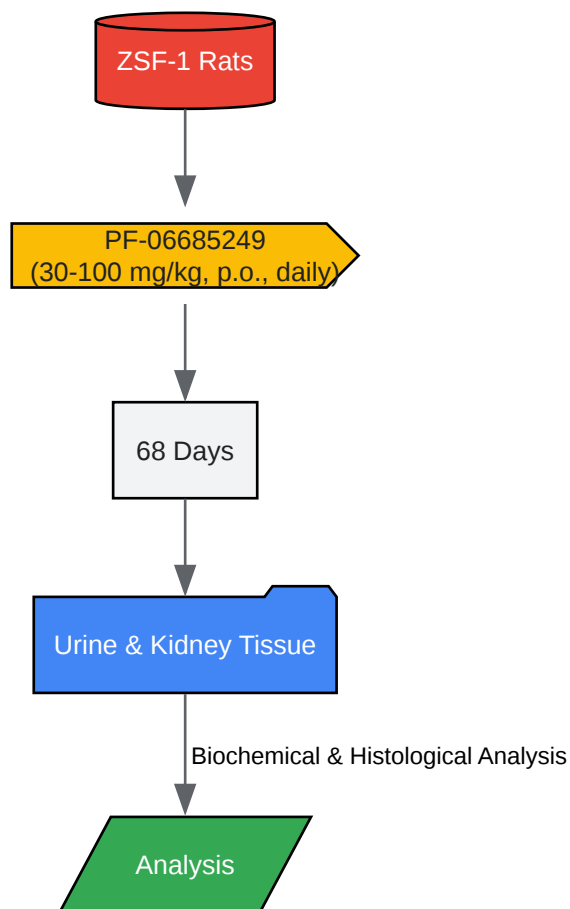 ZSF-1 Rats
PF-06685249
(30-100 mg/kg, p.o., daily)
68 Days
Urine & Kidney Tissue
Biochemical & Histological Analysis
Analysis